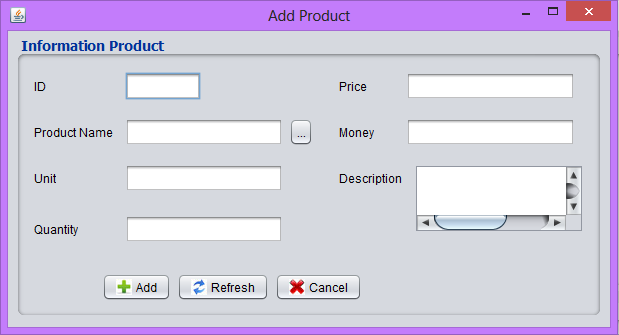 Add Product
Information Product
ID
Price
Product Name
...
Money
Unit
Description
Quantity
Add
Refresh
Cancel